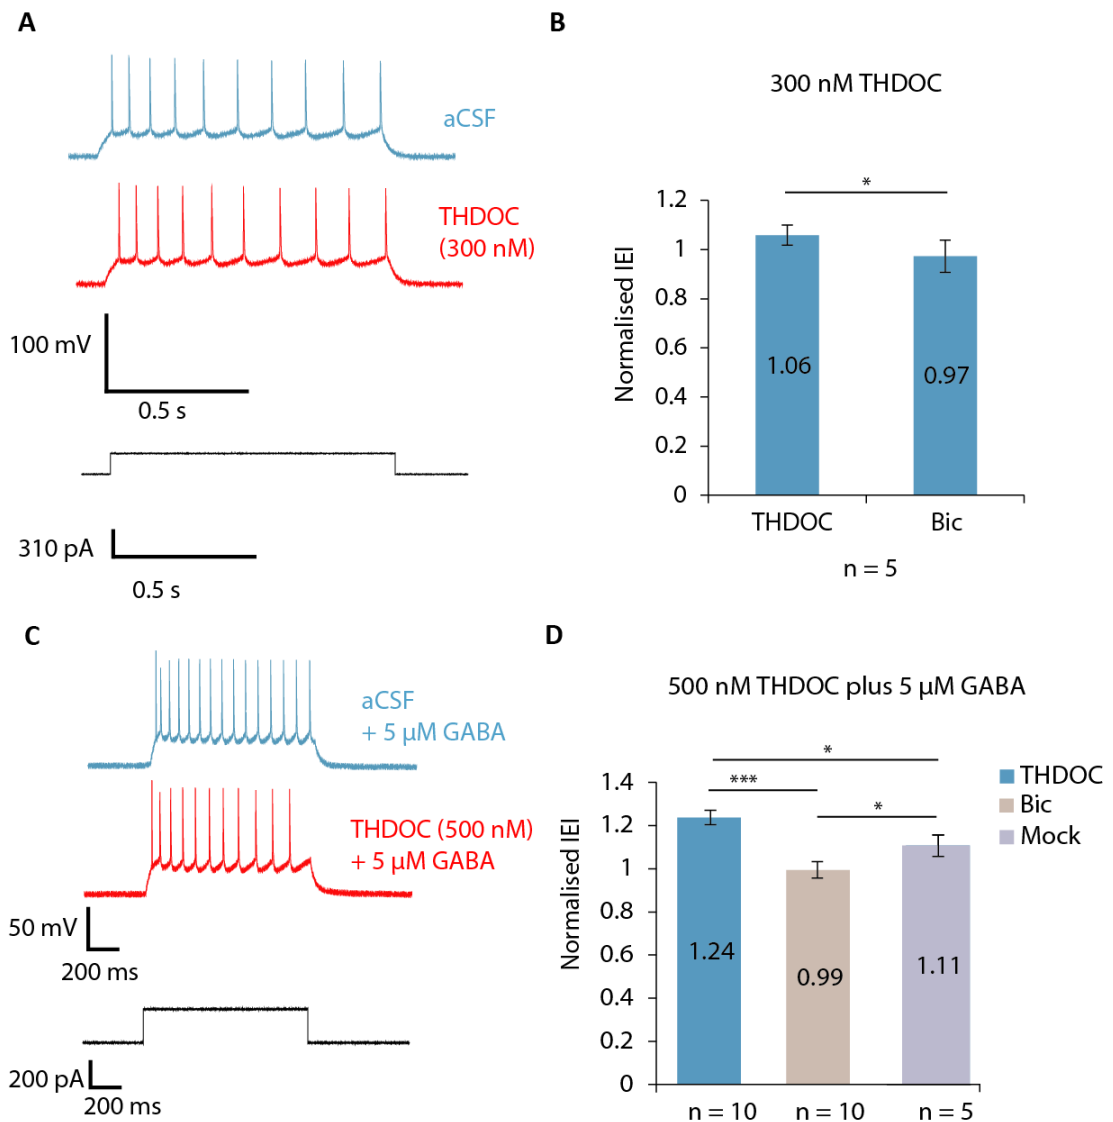 A
aCSF
THDOC
(300 nM)
100 mV
0.5 s
310 pA
0.5 s
B
300 nM THDOC
*
Normalised IEI
1.2
1
0.8
0.6
0.4
0.2
0
1.06
0.97
THDOC
Bic
n = 5
C
aCSF
+ 5 µM GABA
THDOC (500 nM)
+ 5 µM GABA
50 mV
200 ms
200 pA
200 ms
D
500 nM THDOC plus 5 µM GABA
*
***
*
THDOC
Bic
Mock
Normalised IEI
1.4
1.2
1
0.8
0.6
0.4
0.2
0
1.24
0.99
1.11
n = 10
n = 10
n = 5